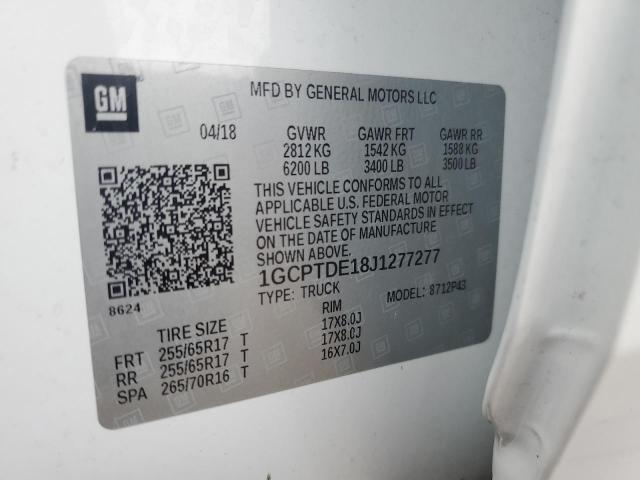 GM
MFD BY GENERAL MOTORS LLC
04/18 GVWR GAWR FRT GAWR RR
2812 KG 1542 KG 1588 KG
6200 LB 3400 LB 3500 LB
THIS VEHICLE CONFORMS TO ALL
APPLICABLE U.S. FEDERAL MOTOR
VEHICLE SAFETY STANDARDS IN EFFECT
ON THE DATE OF MANUFACTURE
SHOWN ABOVE.
1GCPTDE18J1277277
TYPE: TRUCK MODEL: 8712P43
8624
TIRE SIZE RIM
FRT 255/65R17 T 17X8.0J
RR 255/65R17 T 17X8.0J
SPA 265/70R16 T 16X7.0J